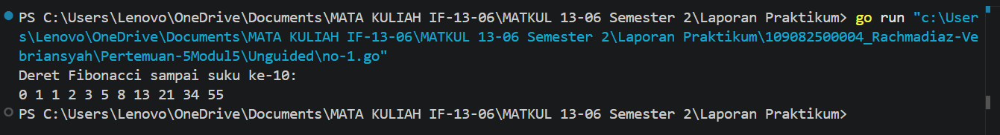 PS C:\Users\Lenovo\OneDrive\Documents\MATA KULIAH IF-13-06\MATKUL 13-06 Semester 2\Laporan Praktikum> go run "c:\User
s\Lenovo\OneDrive\Documents\MATA KULIAH IF-13-06\MATKUL 13-06 Semester 2\Laporan Praktikum\109082500004_Rachmadiaz-Ve
briansyah\Pertemuan-5Modul5\Unguided\no-1.go"
Deret Fibonacci sampai suku ke-10:
0 1 1 2 3 5 8 13 21 34 55
PS C:\Users\Lenovo\OneDrive\Documents\MATA KULIAH IF-13-06\MATKUL 13-06 Semester 2\Laporan Praktikum>